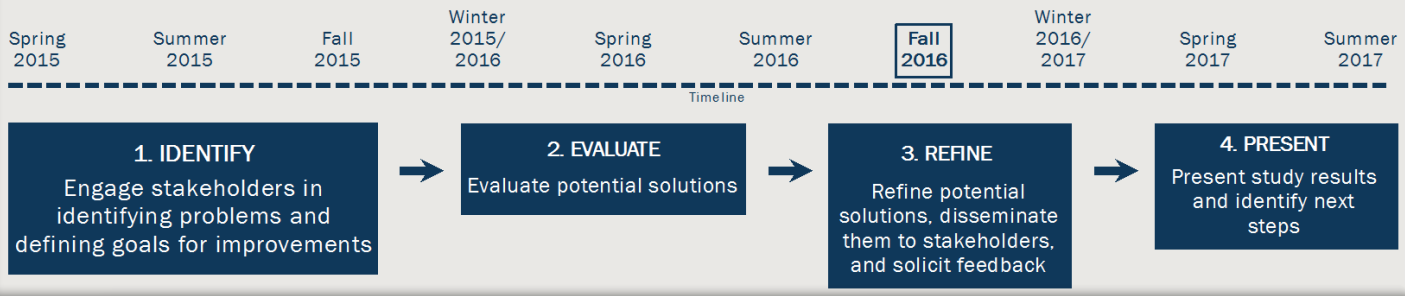 Spring
2015
Summer
2015
Fall
2015
Winter
2015/
2016
Spring
2016
Summer
2016
Fall
2016
Winter
2016/
2017
Spring
2017
Summer
2017
Timeline
1. IDENTIFY
Engage stakeholders in
identifying problems and
defining goals for improvements
2. EVALUATE
Evaluate potential solutions
3. REFINE
Refine potential
solutions, disseminate
them to stakeholders,
and solicit feedback
4. PRESENT
Present study results
and identify next
steps